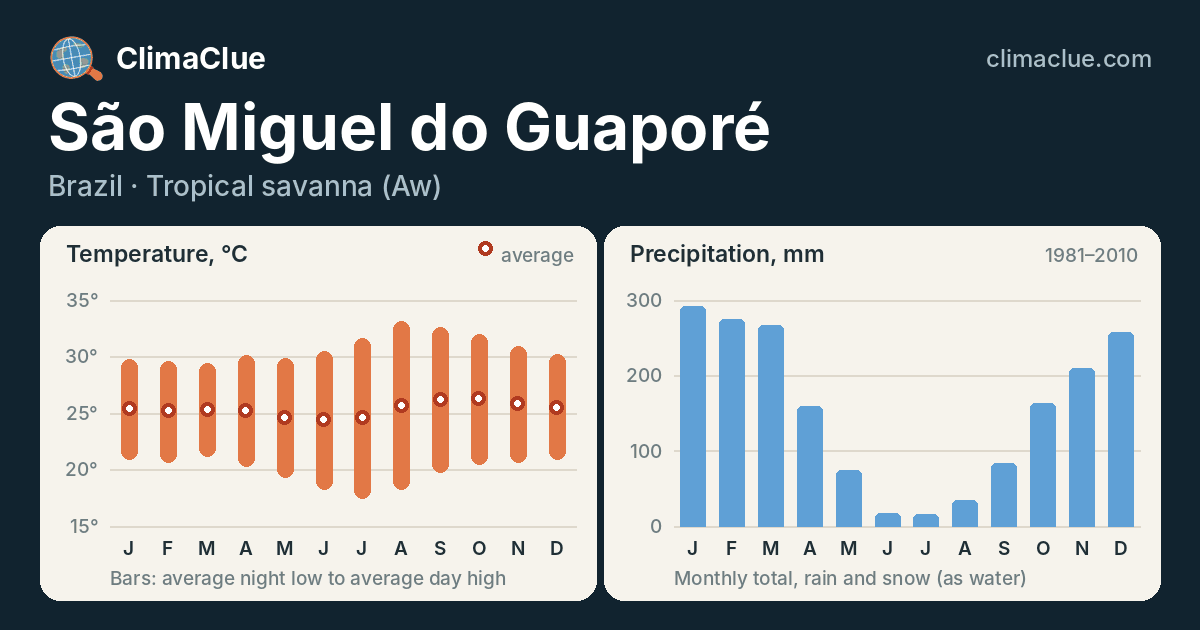 ClimaClue
climaclue.com
São Miguel do Guaporé
Brazil · Tropical savanna (Aw)
Temperature, °C
average
35°
30°
25°
20°
15°
J F M A M J J A S O N D
Bars: average night low to average day high
Precipitation, mm
1981–2010
300
200
100
0
J F M A M J J A S O N D
Monthly total, rain and snow (as water)